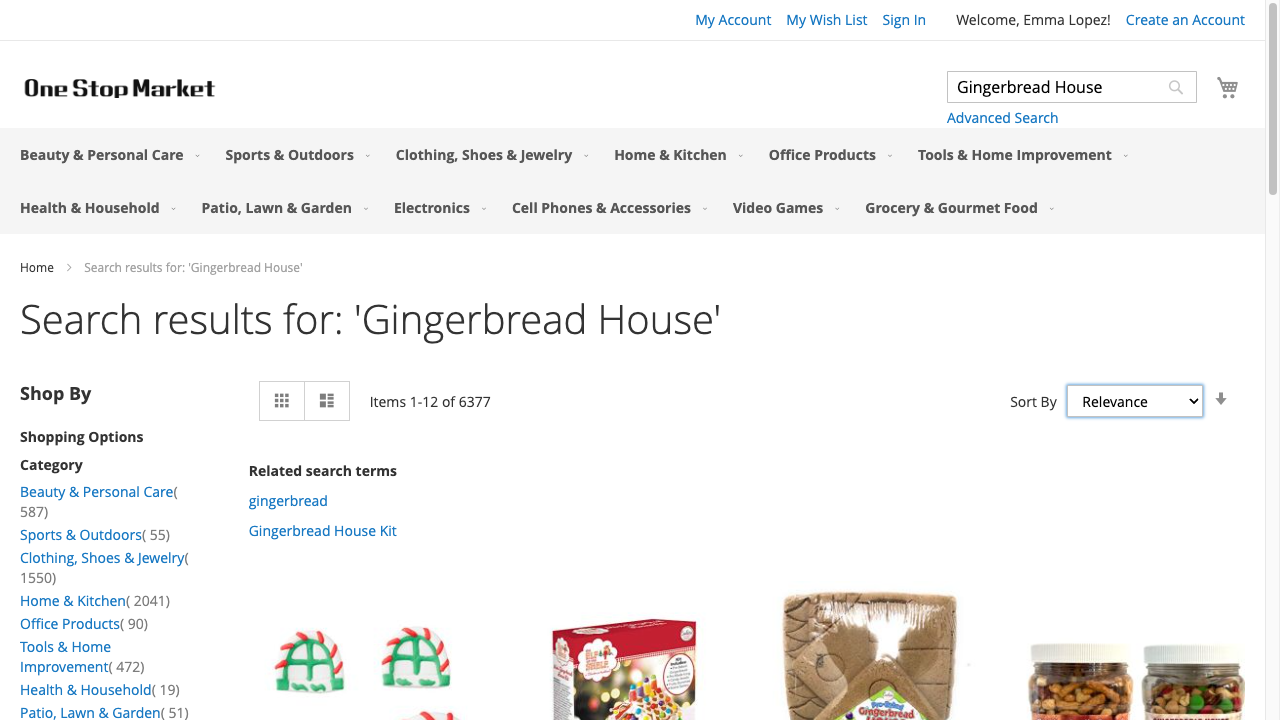 My Account My Wish List Sign In Welcome, Emma Lopez! Create an Account
One Stop Market
Gingerbread House
Advanced Search
Beauty & Personal Care Sports & Outdoors Clothing, Shoes & Jewelry Home & Kitchen Office Products Tools & Home Improvement
Health & Household Patio, Lawn & Garden Electronics Cell Phones & Accessories Video Games Grocery & Gourmet Food
Home Search results for: 'Gingerbread House'
Search results for: 'Gingerbread House'
Shop By
Items 1-12 of 6377
Sort By Relevance
Shopping Options
Category
Beauty & Personal Care( 587)
Sports & Outdoors( 55)
Clothing, Shoes & Jewelry( 1550)
Home & Kitchen( 2041)
Office Products( 90)
Tools & Home Improvement( 472)
Health & Household( 19)
Patio, Lawn & Garden( 51)
Related search terms
gingerbread
Gingerbread House Kit
Gingerbread